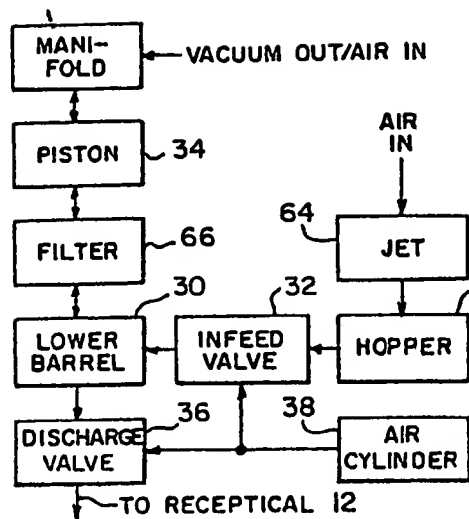 MANI-
FOLD
VACUUM OUT/AIR IN
PISTON
34
AIR
IN
FILTER
66
64
JET
30
32
LOWER
BARREL
INFEED
VALVE
HOPPER
36
38
DISCHARGE
VALVE
AIR
CYLINDER
TO RECEPTICAL 12